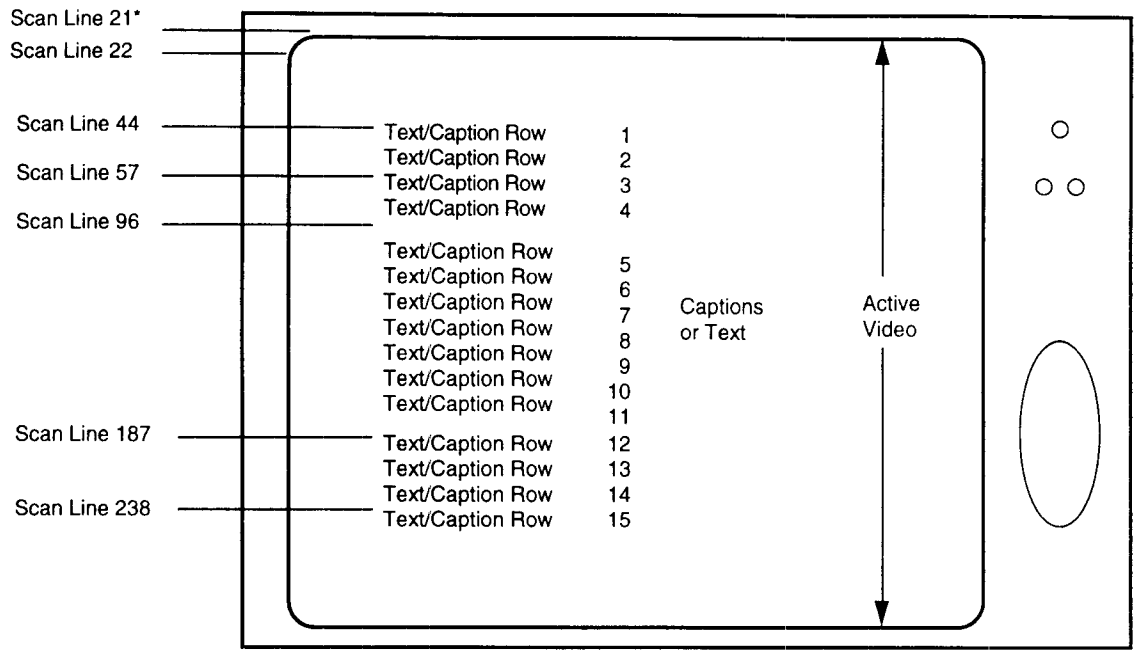 Scan Line 21*
Scan Line 22
Scan Line 44
Text/Caption Row 1
Text/Caption Row 2
Scan Line 57
Text/Caption Row 3
Text/Caption Row 4
Scan Line 96
Text/Caption Row 5
Text/Caption Row 6
Text/Caption Row 7
Text/Caption Row 8
Text/Caption Row 9
Text/Caption Row 10
Text/Caption Row 11
Captions
or Text
Active
Video
Scan Line 187
Text/Caption Row 12
Text/Caption Row 13
Text/Caption Row 14
Scan Line 238
Text/Caption Row 15